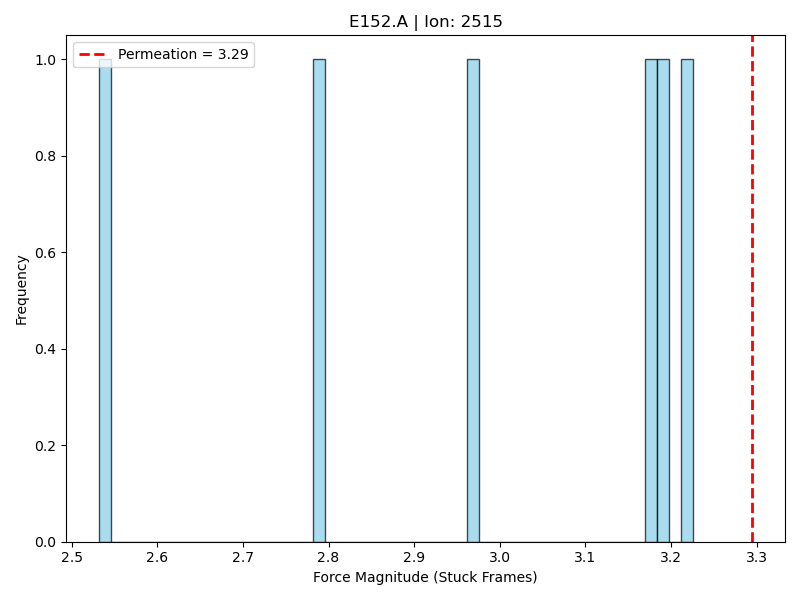 E152.A | Ion: 2515
Permeation = 3.29
1.0
0.8
0.6
0.4
0.2
0.0
Frequency
2.5 2.6 2.7 2.8 2.9 3.0 3.1 3.2 3.3
Force Magnitude (Stuck Frames)